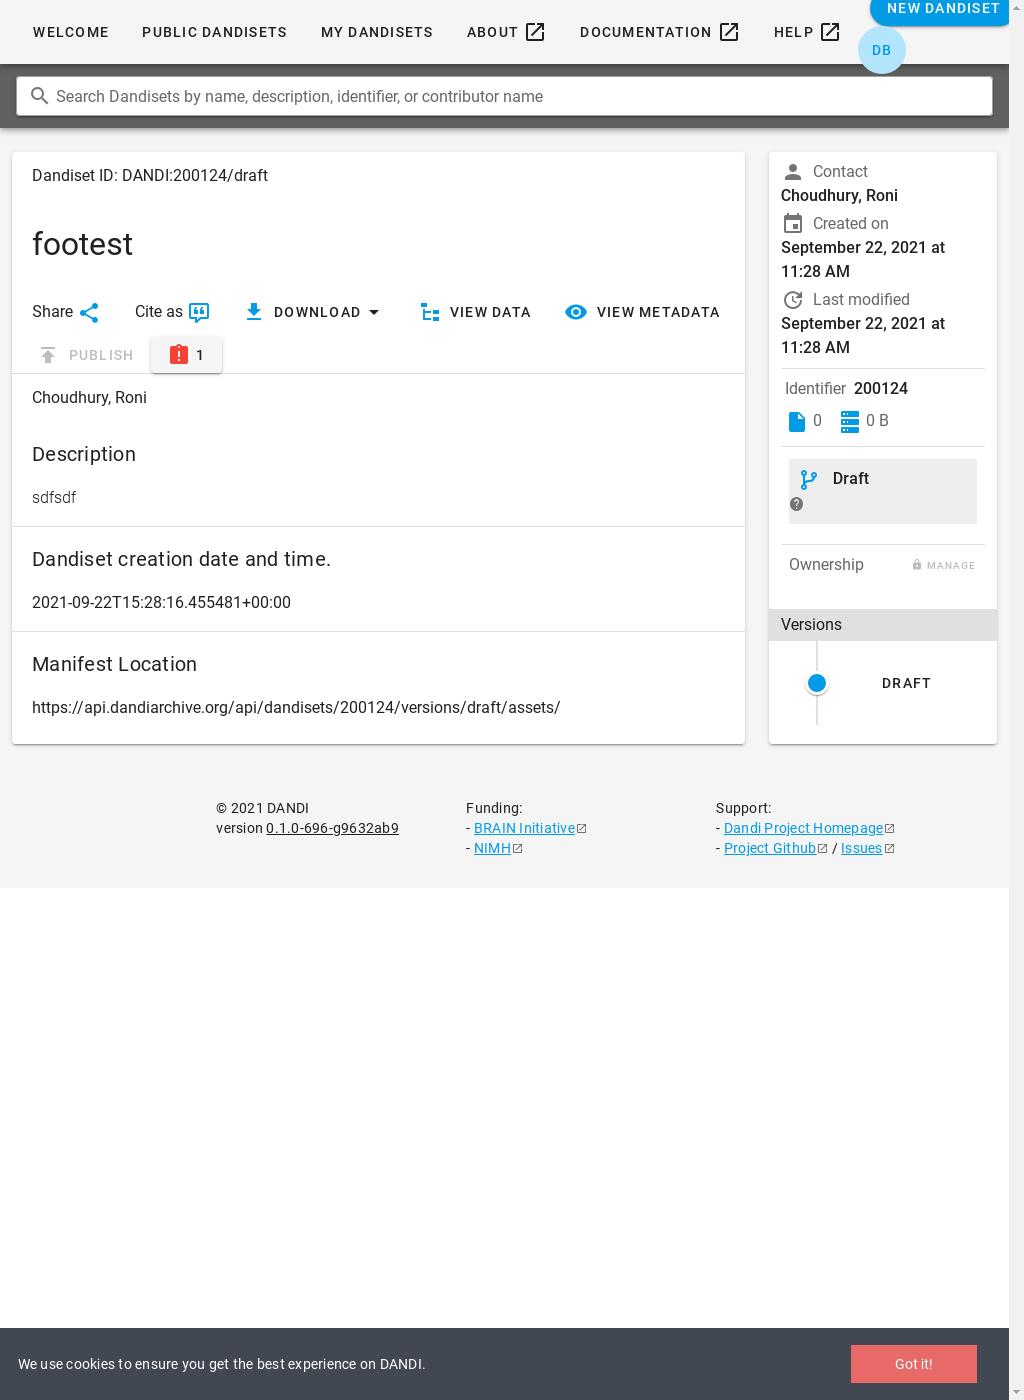 WELCOME PUBLIC DANDISETS MY DANDISETS ABOUT DOCUMENTATION HELP NEW DANDISET
DB
Search Dandisets by name, description, identifier, or contributor name
Dandiset ID: DANDI:200124/draft
footest
Share Cite as DOWNLOAD VIEW DATA VIEW METADATA
PUBLISH 1
Choudhury, Roni
Description
sdfsdf
Dandiset creation date and time.
2021-09-22T15:28:16.455481+00:00
Manifest Location
https://api.dandiarchive.org/api/dandisets/200124/versions/draft/assets/
Contact
Choudhury, Roni
Created on
September 22, 2021 at
11:28 AM
Last modified
September 22, 2021 at
11:28 AM
Identifier 200124
0 0 B
Draft
Ownership MANAGE
Versions
DRAFT
© 2021 DANDI
version 0.1.0-696-g9632ab9
Funding:
- BRAIN Initiative
- NIMH
Support:
- Dandi Project Homepage
- Project Github / Issues
We use cookies to ensure you get the best experience on DANDI.
Got it!